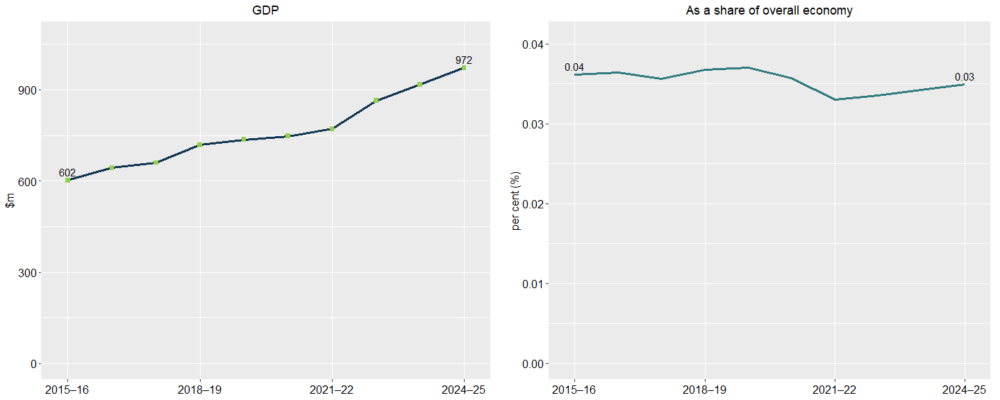 GDP
972
900
602
600
$m
300
0
2015–16 2018–19 2021–22 2024–25
As a share of overall economy
0.04
0.04
0.03
0.03
per cent (%)
0.02
0.01
0.00
2015–16 2018–19 2021–22 2024–25